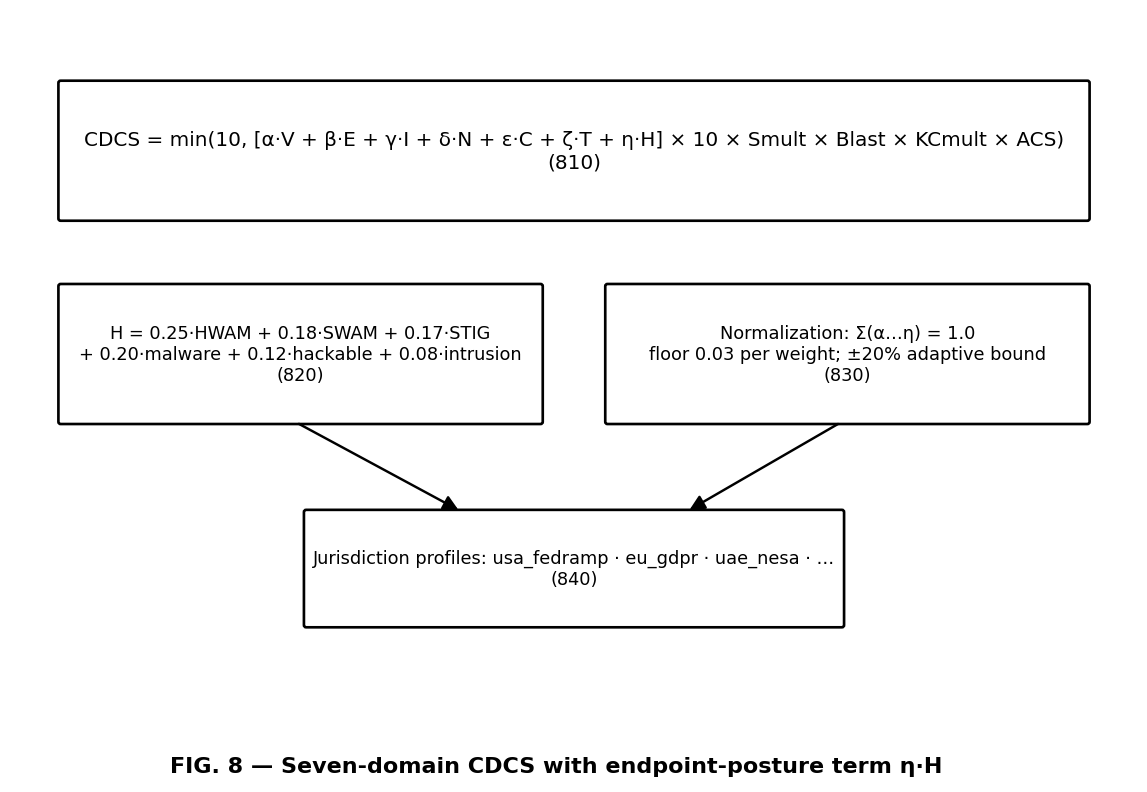 CDCS = min(10, [α·V + β·E + γ·I + δ·N + ε·C + ζ·T + η·H] × 10 × Smult × Blast × KCmult × ACS)
(810)
H = 0.25·HWAM + 0.18·SWAM + 0.17·STIG
+ 0.20·malware + 0.12·hackable + 0.08·intrusion
(820)
Normalization: Σ(α…η) = 1.0
floor 0.03 per weight; ±20% adaptive bound
(830)
Jurisdiction profiles: usa_fedramp · eu_gdpr · uae_nesa · …
(840)
FIG. 8 — Seven-domain CDCS with endpoint-posture term η·H